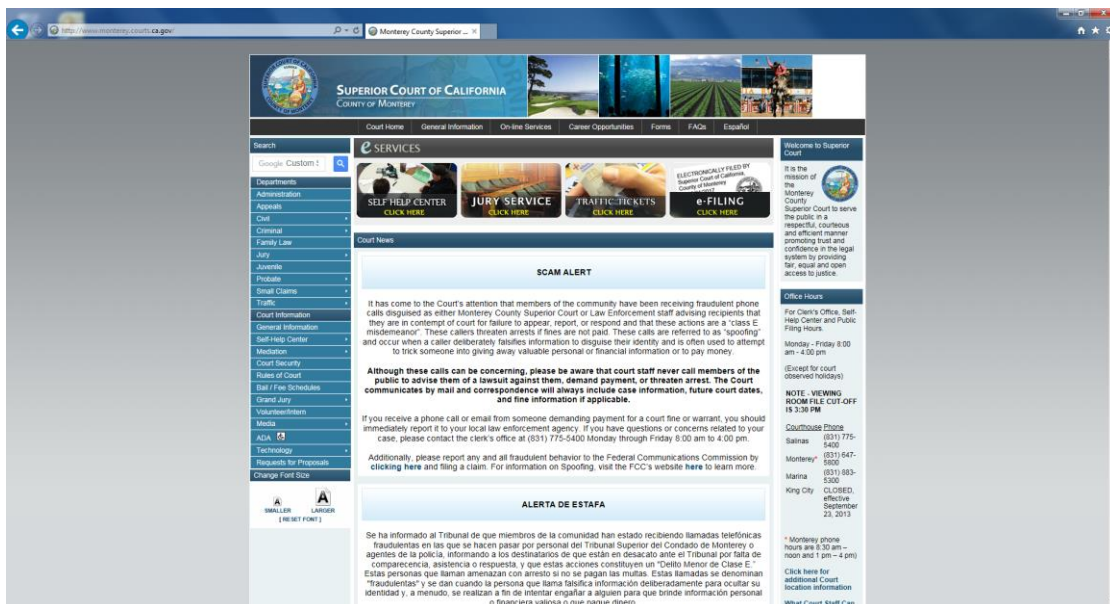 http://www.monterey.courts.ca.gov/
Monterey County Superior ...
SUPERIOR COURT OF CALIFORNIA
COUNTY OF MONTEREY
Court Home General Information On-line Services Career Opportunities Forms FAQs Español
Search
Google Custom S
Departments
Administration
Appeals
Civil
Criminal
Family Law
Jury
Juvenile
Probate
Small Claims
Traffic
Court Information
General Information
Self-Help Center
Mediation
Court Security
Rules of Court
Bail / Fee Schedules
Grand Jury
Volunteer/Intern
Media
ADA
Technology
Requests for Proposals
Change Font Size
A A
SMALLER LARGER
[ RESET FONT ]
e SERVICES
SELF HELP CENTER
CLICK HERE
JURY SERVICE
CLICK HERE
TRAFFIC TICKETS
CLICK HERE
ELECTRONICALLY FILED BY
Superior Court of California,
County of Monterey
e-FILING
CLICK HERE
Court News
SCAM ALERT
It has come to the Court's attention that members of the community have been receiving fraudulent phone
calls disguised as either Monterey County Superior Court or Law Enforcement staff advising recipients that
they are in contempt of court for failure to appear, report, or respond and that these actions are a "class E
misdemeanor". These callers threaten arrests if fines are not paid. These calls are referred to as "spoofing"
and occur when a caller deliberately falsifies information to disguise their identity and is often used to attempt
to trick someone into giving away valuable personal or financial information or to pay money.
Although these calls can be concerning, please be aware that court staff never call members of the
public to advise them of a lawsuit against them, demand payment, or threaten arrest. The Court
communicates by mail and correspondence will always include case information, future court dates,
and fine information if applicable.
If you receive a phone call or email from someone demanding payment for a court fine or warrant, you should
immediately report it to your local law enforcement agency. If you have questions or concerns related to your
case, please contact the clerk's office at (831) 775-5400 Monday through Friday 8:00 am to 4:00 pm.
Additionally, please report any and all fraudulent behavior to the Federal Communications Commission by
clicking here and filing a claim. For information on Spoofing, visit the FCC's website here to learn more.
ALERTA DE ESTAFA
Se ha informado al Tribunal de que miembros de la comunidad han estado recibiendo llamadas telefónicas
fraudulentas en las que se hacen pasar por personal del Tribunal Superior del Condado de Monterey o
agentes de la policía, informando a los destinatarios de que están en desacato ante el Tribunal por falta de
comparecencia, asistencia o respuesta, y que estas acciones constituyen un "Delito Menor de Clase E."
Estas personas que llaman amenazan con arresto si no se pagan las multas. Estas llamadas se denominan
"fraudulentas" y se dan cuando la persona que llama falsifica información deliberadamente para ocultar su
identidad y, a menudo, se realizan a fin de intentar engañar a alguien para que brinde información personal
o financiera valiosa o que pague dinero.
Welcome to Superior
Court
It is the
mission of
the
Monterey
County
Superior Court to serve
the public in a
respectful, courteous
and efficient manner
promoting trust and
confidence in the legal
system by providing
fair, equal and open
access to justice.
Office Hours
For Clerk's Office, Self-
Help Center and Public
Filing Hours.
Monday - Friday 8:00
am - 4:00 pm
(Except for court
observed holidays)
NOTE - VIEWING
ROOM FILE CUT-OFF
IS 3:30 PM
Courthouse Phone
Salinas (831) 775-
5400
Monterey* (831) 647-
5800
Marina (831) 883-
5300
King City CLOSED,
effective
September
23, 2013
* Monterey phone
hours are 8:30 am –
noon and 1 pm – 4 pm)
Click here for
additional Court
location information
What Court Staff Can